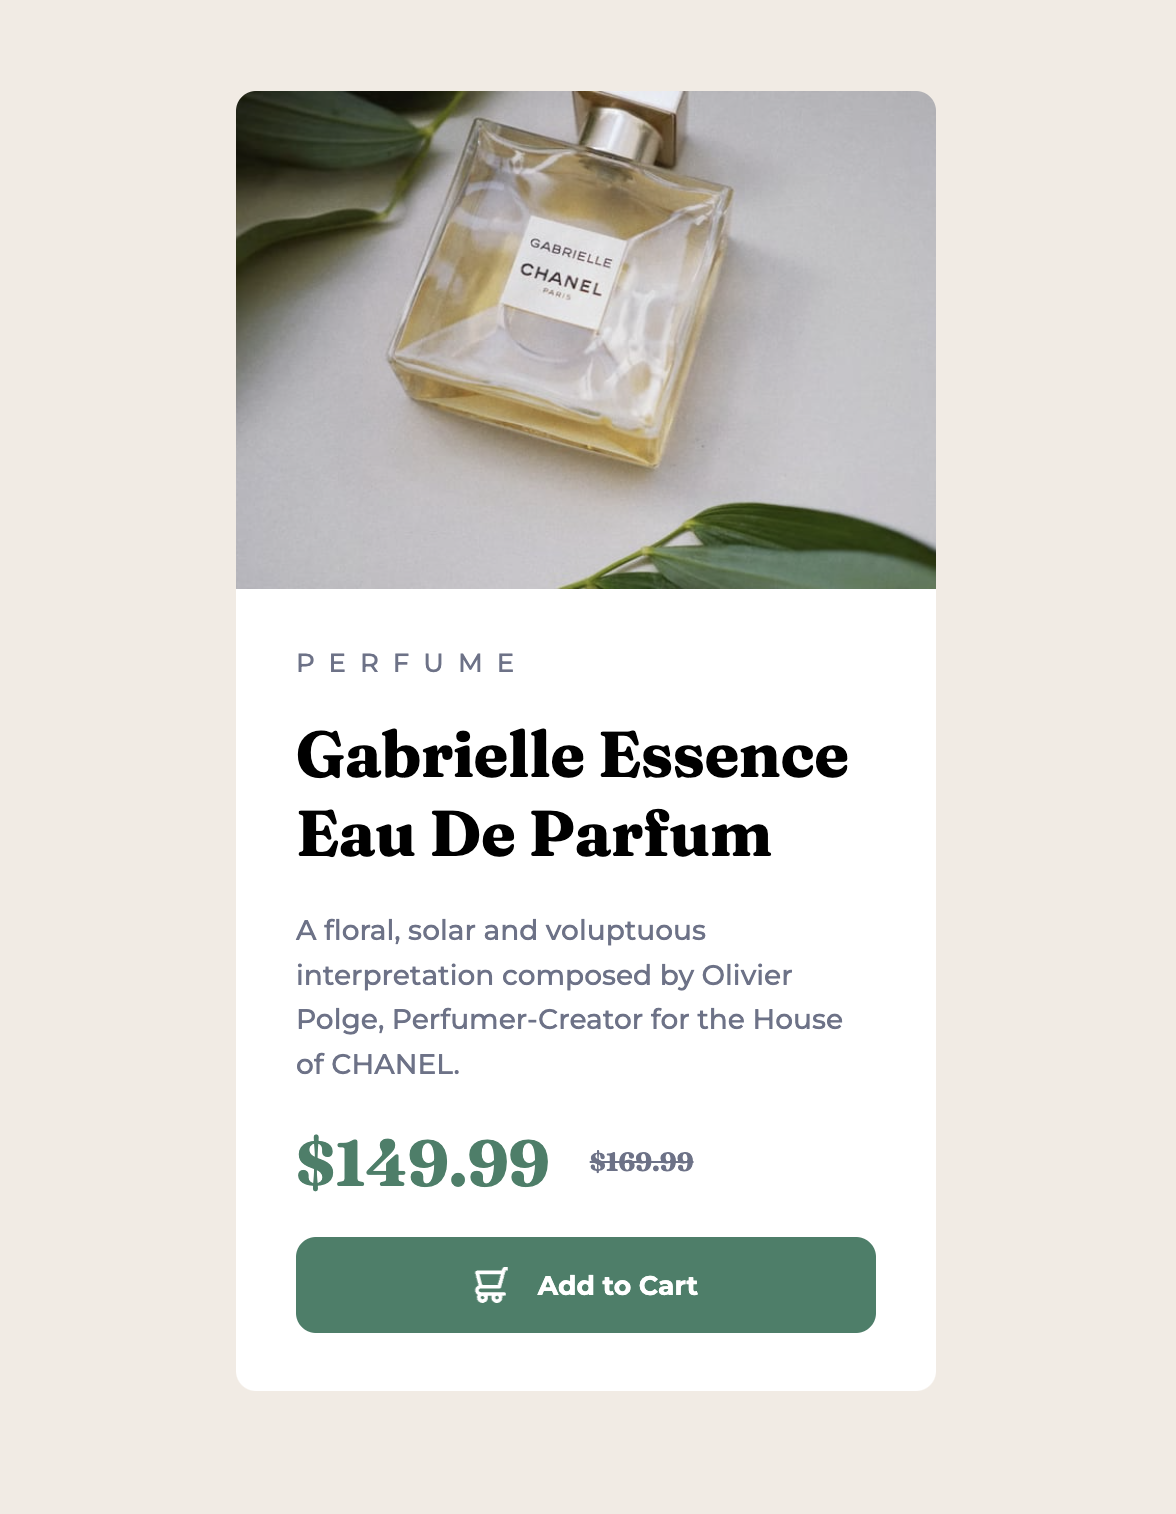 GABRIELLE
CHANEL
PARIS
PERFUME
Gabrielle Essence
Eau De Parfum
A floral, solar and voluptuous
interpretation composed by Olivier
Polge, Perfumer-Creator for the House
of CHANEL.
$149.99 $169.99
Add to Cart